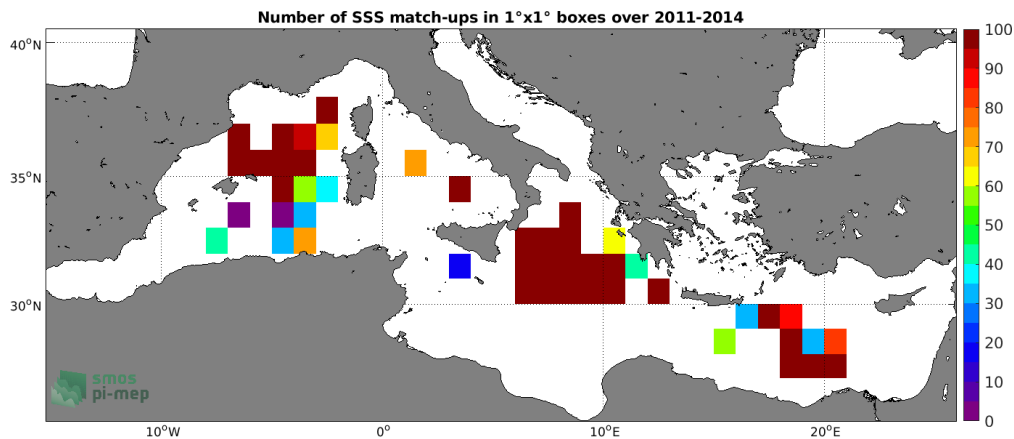 Number of SSS match-ups in 1°x1° boxes over 2011-2014
40°N
35°N
30°N
10°W
0°
10°E
20°E
100
90
80
70
60
50
40
30
20
10
0
smos
pi-mep